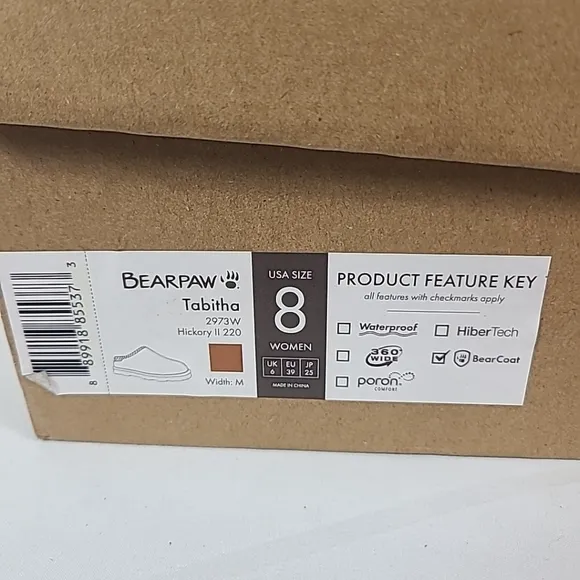 8 89918 85537 3
BEARPAW
Tabitha
2973W
Hickory II 220
Width: M
USA SIZE
8
WOMEN
UK EU JP
6 39 25
MADE IN CHINA
PRODUCT FEATURE KEY
all features with checkmarks apply
Waterproof
HiberTech
360°
WIDE
BearCoat
poron
COMFORT